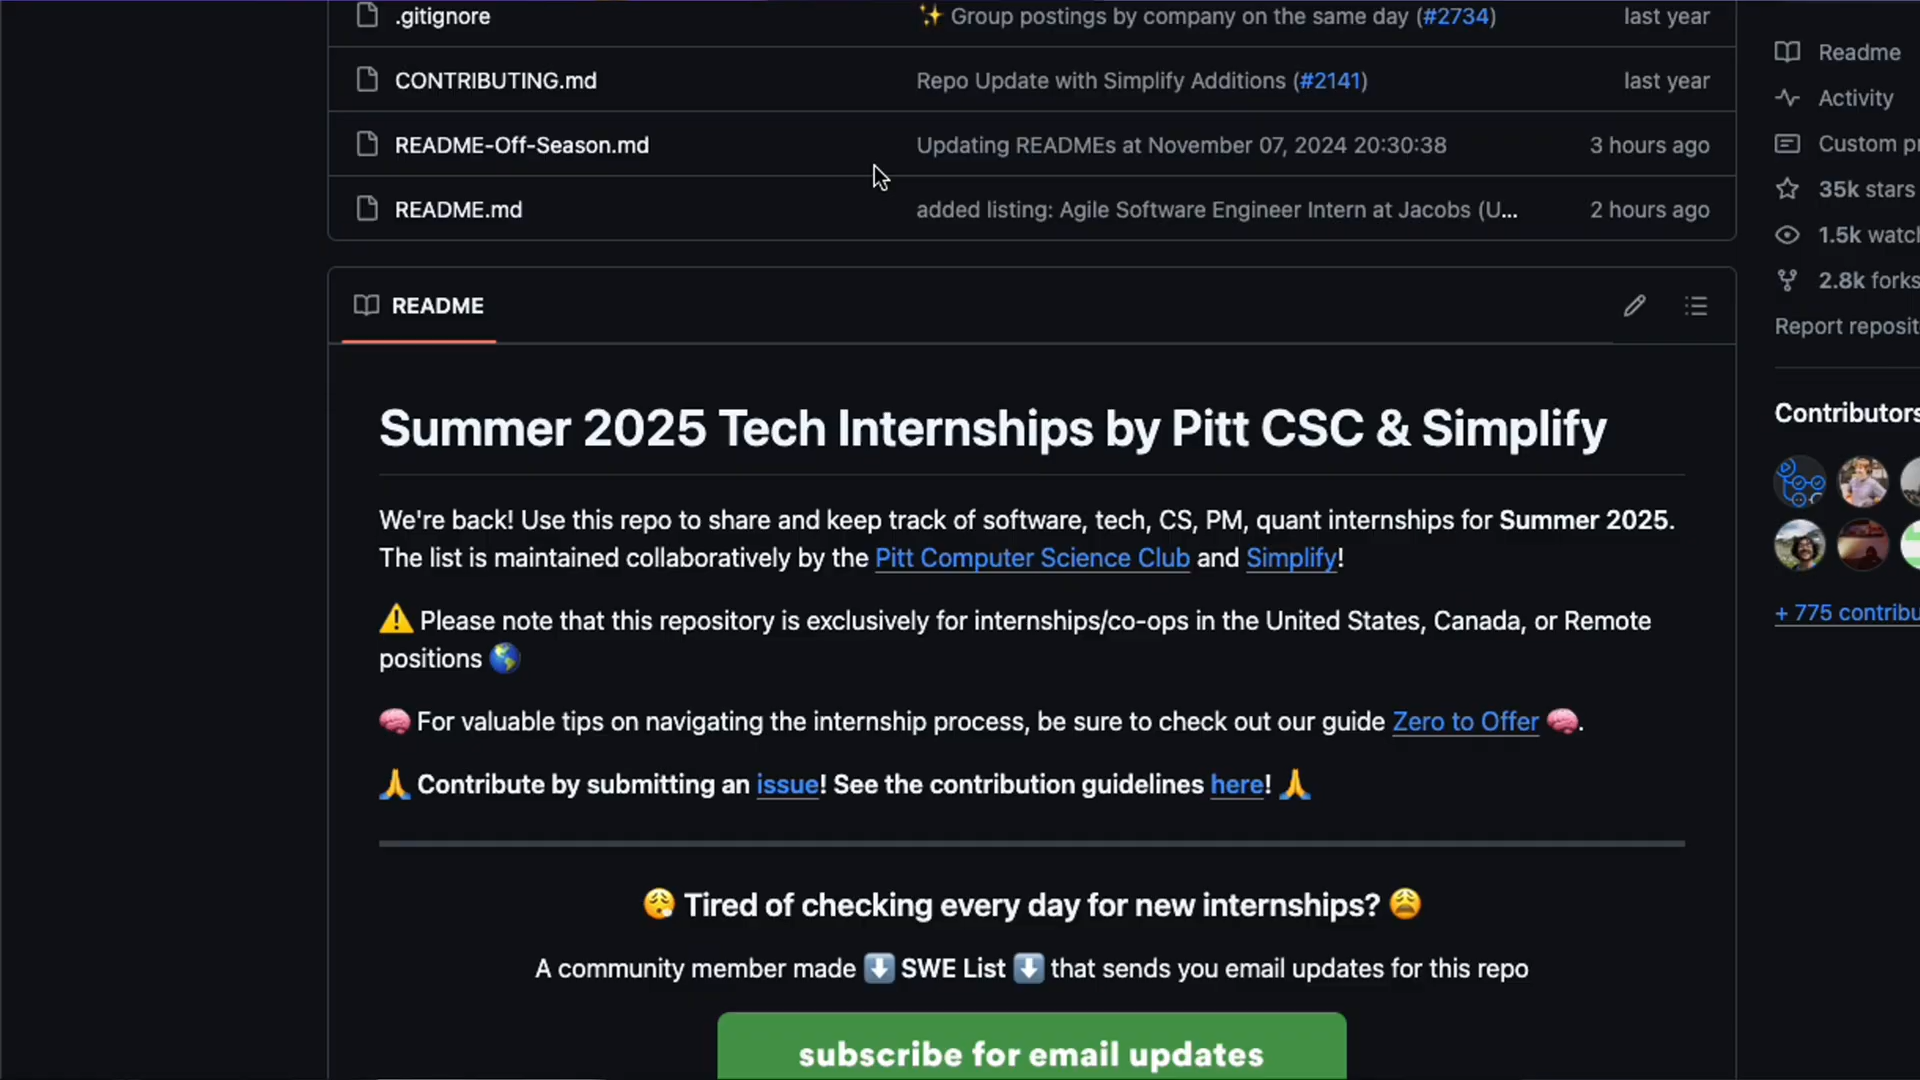 .gitignore
✨ Group postings by company on the same day (#2734)
last year
CONTRIBUTING.md
Repo Update with Simplify Additions (#2141)
last year
README-Off-Season.md
Updating READMEs at November 07, 2024 20:30:38
3 hours ago
README.md
added listing: Agile Software Engineer Intern at Jacobs (U...
2 hours ago
README
Summer 2025 Tech Internships by Pitt CSC & Simplify
We're back! Use this repo to share and keep track of software, tech, CS, PM, quant internships for Summer 2025.
The list is maintained collaboratively by the Pitt Computer Science Club and Simplify!
⚠️ Please note that this repository is exclusively for internships/co-ops in the United States, Canada, or Remote
positions 🌎
🧠 For valuable tips on navigating the internship process, be sure to check out our guide Zero to Offer 🧠.
🙏 Contribute by submitting an issue! See the contribution guidelines here! 🙏
😮‍💨 Tired of checking every day for new internships? 😩
A community member made ⬇️ SWE List ⬇️ that sends you email updates for this repo
subscribe for email updates
Readme
Activity
Custom pr
35k stars
1.5k watch
2.8k forks
Report reposit
Contributors
+ 775 contribu